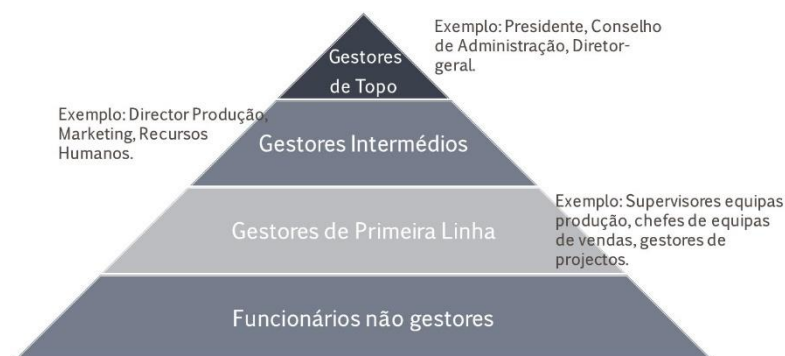 Gestores
de Topo
Exemplo: Presidente, Conselho
de Administração, Diretor-
geral.
Exemplo: Director Produção,
Marketing, Recursos
Humanos.
Gestores Intermédios
Gestores de Primeira Linha
Exemplo: Supervisores equipas
produção, chefes de equipas
de vendas, gestores de
projectos.
Funcionários não gestores